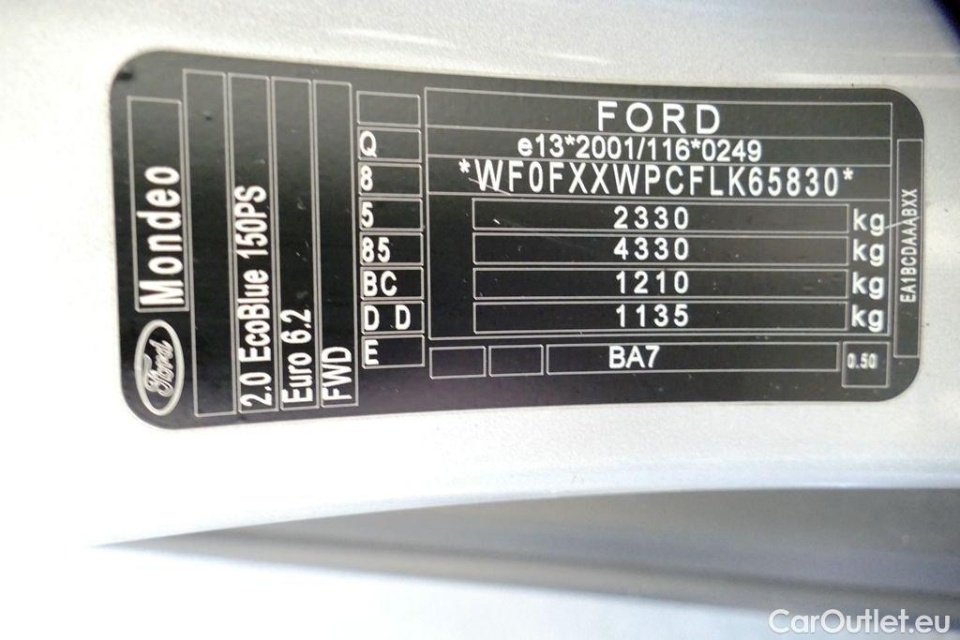 FORD
e13*2001/116*0249
*WF0FXXWPCFLK65830*
2330 kg
4330 kg
1210 kg
1135 kg
BA7
0.50
Q
8
5
85
BC
D D
E
EA1BCDAAABXX
Mondeo
2.0 EcoBlue 150PS
Euro 6.2
FWD
Ford
CarOutlet.eu